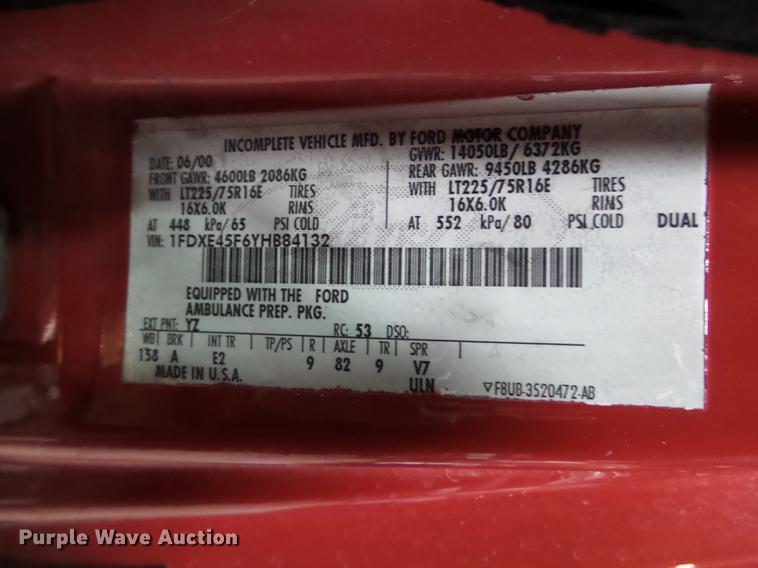 INCOMPLETE VEHICLE MFD. BY FORD MOTOR COMPANY
DATE: 06/00 GVWR: 14050LB/ 6372KG
FRONT GAWR: 4600LB 2086KG REAR GAWR: 9450LB 4286KG
WITH LT225/75R16E TIRES WITH LT225/75R16E TIRES
16X6.0K RIMS 16X6.0K RIMS
AT 448 kPa/65 PSI COLD AT 552 kPa/80 PSI COLD DUAL
VIN: 1FDXE45F6YHB84132
EQUIPPED WITH THE FORD
AMBULANCE PREP. PKG.
EXT PNT: YZ RC: 53 DSO:
WB BRK INT TR TP/PS R AXLE TR SPR
158 A E2 9 82 9 V7
MADE IN U.S.A. ULN ▽F8UB-3520472-AB
Purple Wave Auction